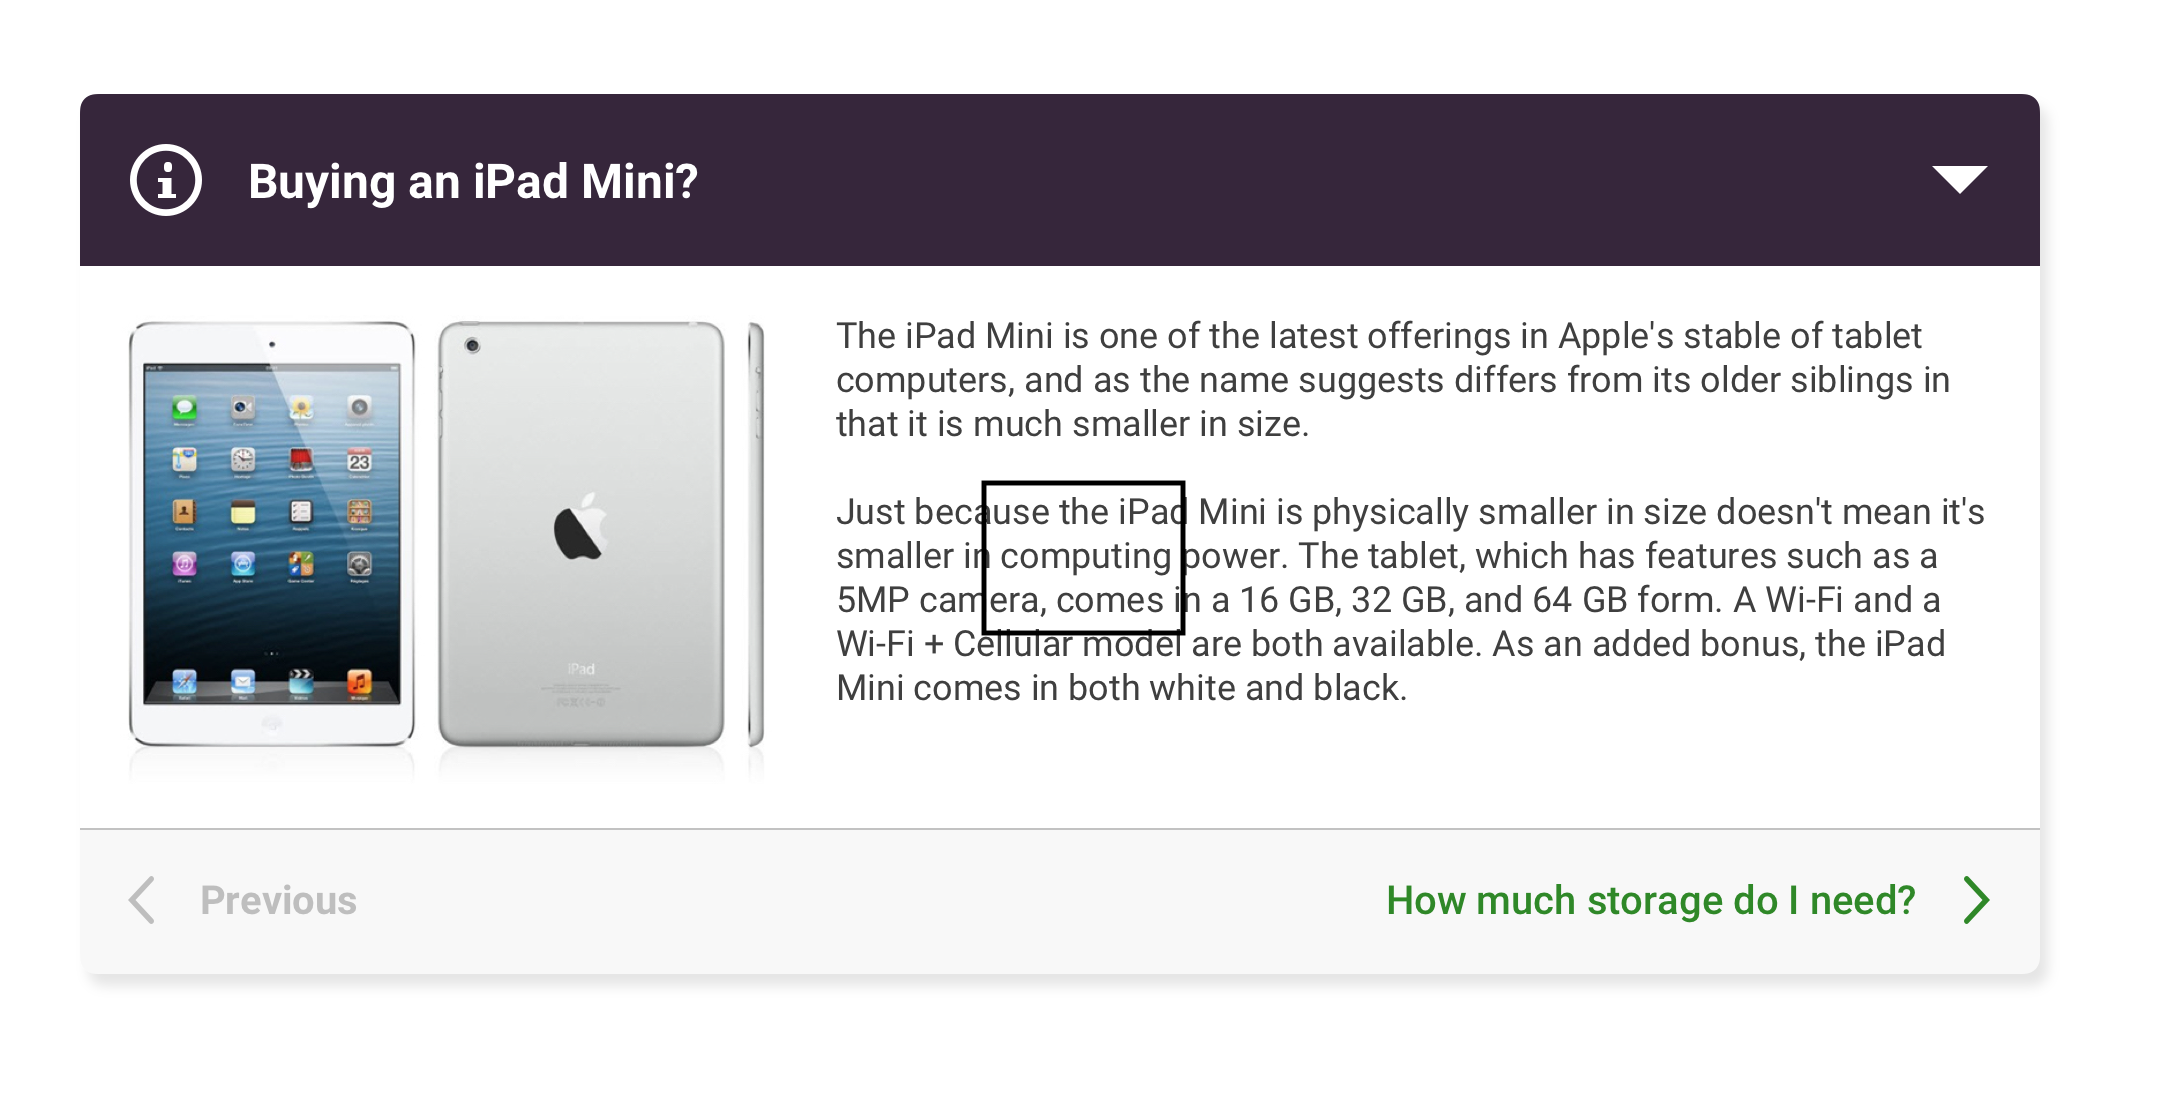 Buying an iPad Mini?
The iPad Mini is one of the latest offerings in Apple's stable of tablet
computers, and as the name suggests differs from its older siblings in
that it is much smaller in size.
Just because the iPad Mini is physically smaller in size doesn't mean it's
smaller in computing power. The tablet, which has features such as a
5MP camera, comes in a 16 GB, 32 GB, and 64 GB form. A Wi-Fi and a
Wi-Fi + Cellular model are both available. As an added bonus, the iPad
Mini comes in both white and black.
23
iPad
Previous
How much storage do I need?